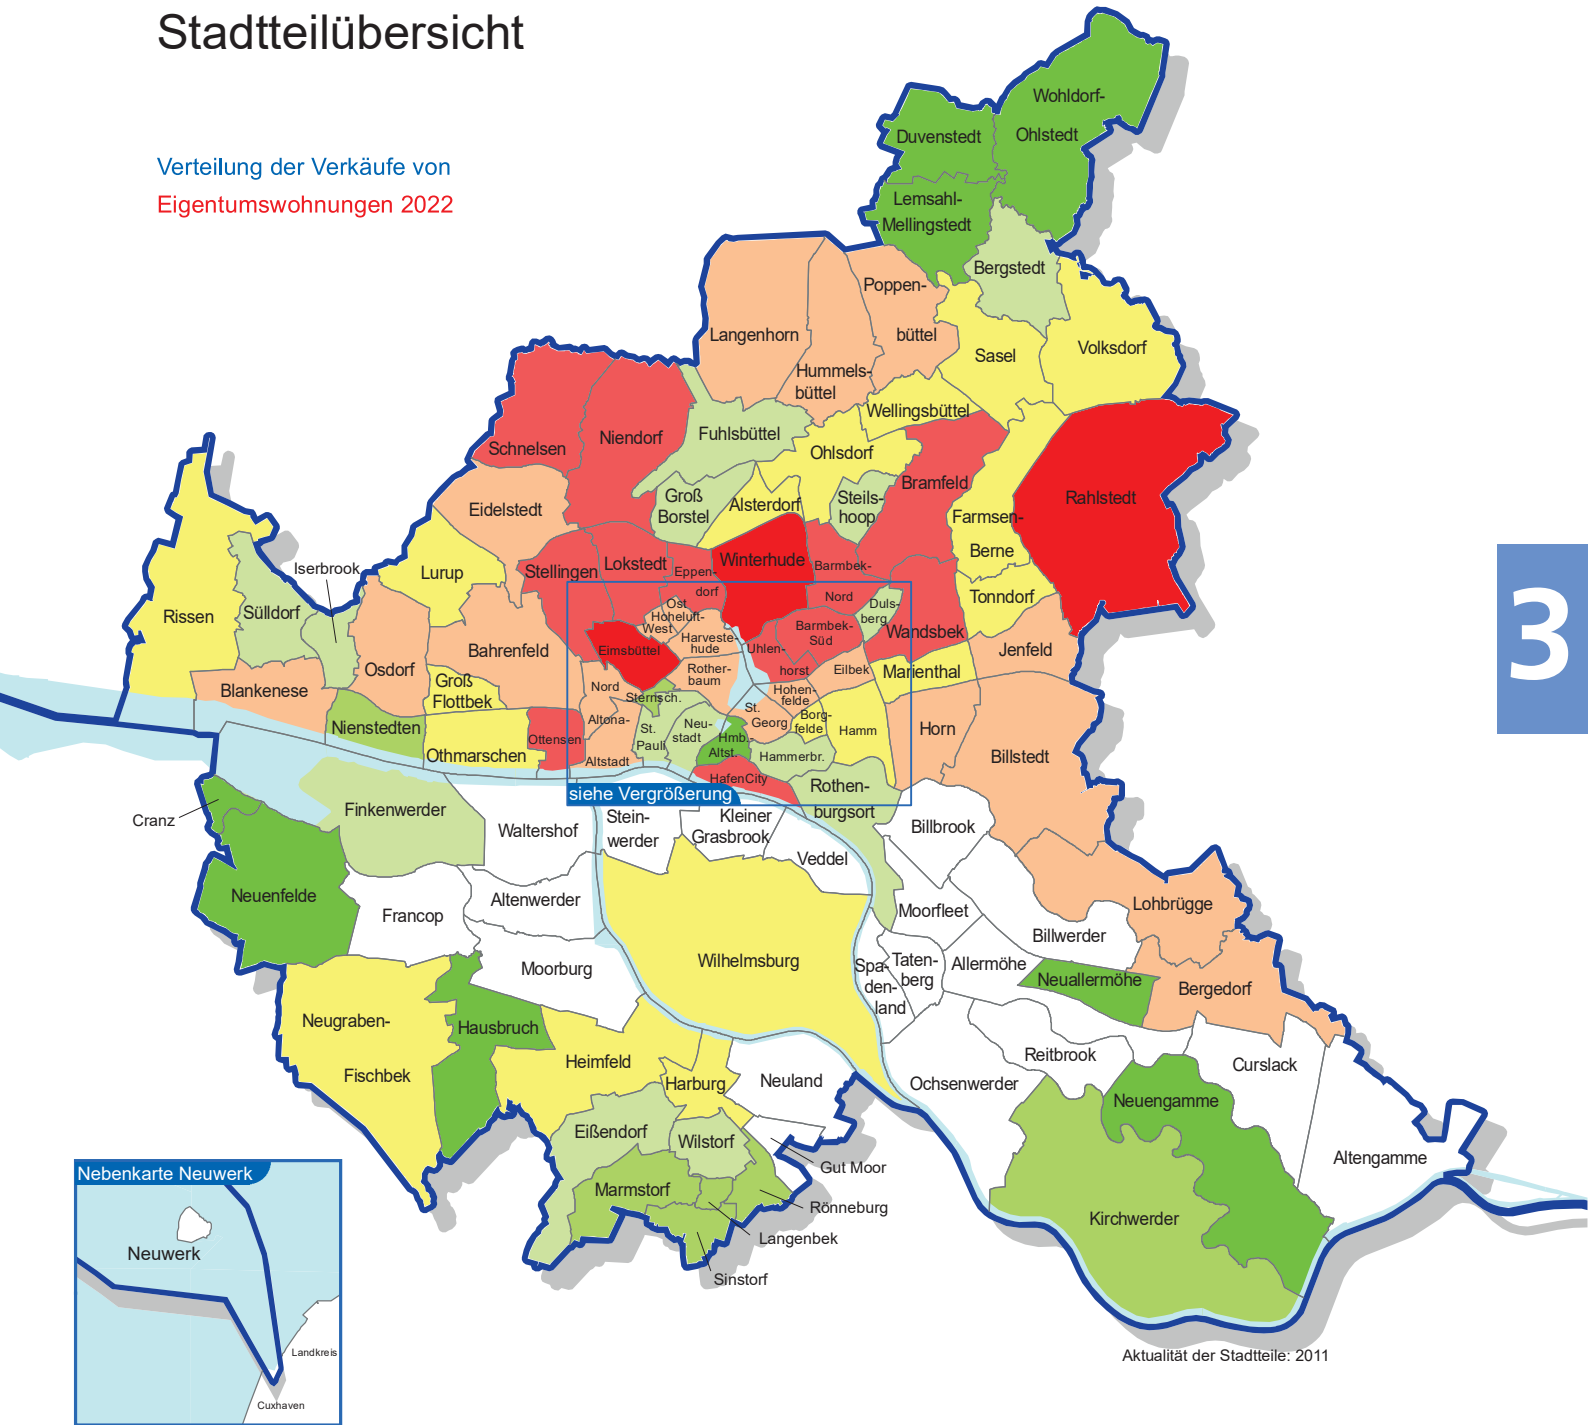 Stadtteilübersicht
Verteilung der Verkäufe von
Eigentumswohnungen 2022
Wohldorf-
Ohlstedt
Duvenstedt
Lemsahl-
Mellingstedt
Bergstedt
Poppen-
büttel
Langenhorn
Hummels-
büttel
Sasel
Volksdorf
Wellingsbüttel
Schnelsen
Niendorf
Fuhlsbüttel
Ohlsdorf
Bramfeld
Rahlstedt
Eidelstedt
Groß
Borstel
Alsterdorf
Steils-
hoop
Farmsen-
Berne
Lurup
Stellingen
Lokstedt
Eppen-
dorf
Winterhude
Barmbek-
Nord
Tonndorf
Iserbrook
Rissen
Sülldorf
Osdorf
Bahrenfeld
Ost
Hoheluft-
West
Harveste-
hude
Eimsbüttel
Rother-
baum
Uhlen-
horst
Barmbek-
Süd
Duls-
berg
Wandsbek
Jenfeld
Eilbek
Marienthal
Blankenese
Nienstedten
Groß
Flottbek
Othmarschen
Ottensen
Nord
Altona-
Altstadt
Sternsch.
St.
Pauli
Neu-
stadt
Hmb.-
Altst.
St.
Georg
Hohen-
felde
Borg-
felde
Hamm
Horn
Billstedt
Hammerbr.
HafenCity
Rothen-
burgsort
siehe Vergrößerung
3
Cranz
Finkenwerder
Waltershof
Stein-
werder
Kleiner
Grasbrook
Veddel
Billbrook
Neuenfelde
Francop
Altenwerder
Moorburg
Wilhelmsburg
Moorfleet
Billwerder
Lohbrügge
Spa-
den-
land
Taten-
berg
Allermöhe
Neuallermöhe
Bergedorf
Neugraben-
Fischbek
Hausbruch
Heimfeld
Harburg
Neuland
Ochsenwerder
Reitbrook
Curslack
Neuengamme
Altengamme
Kirchwerder
Eißendorf
Wilstorf
Gut Moor
Marmstorf
Rönneburg
Langenbek
Sinstorf
Nebenkarte Neuwerk
Neuwerk
Landkreis
Cuxhaven
Aktualität der Stadtteile: 2011